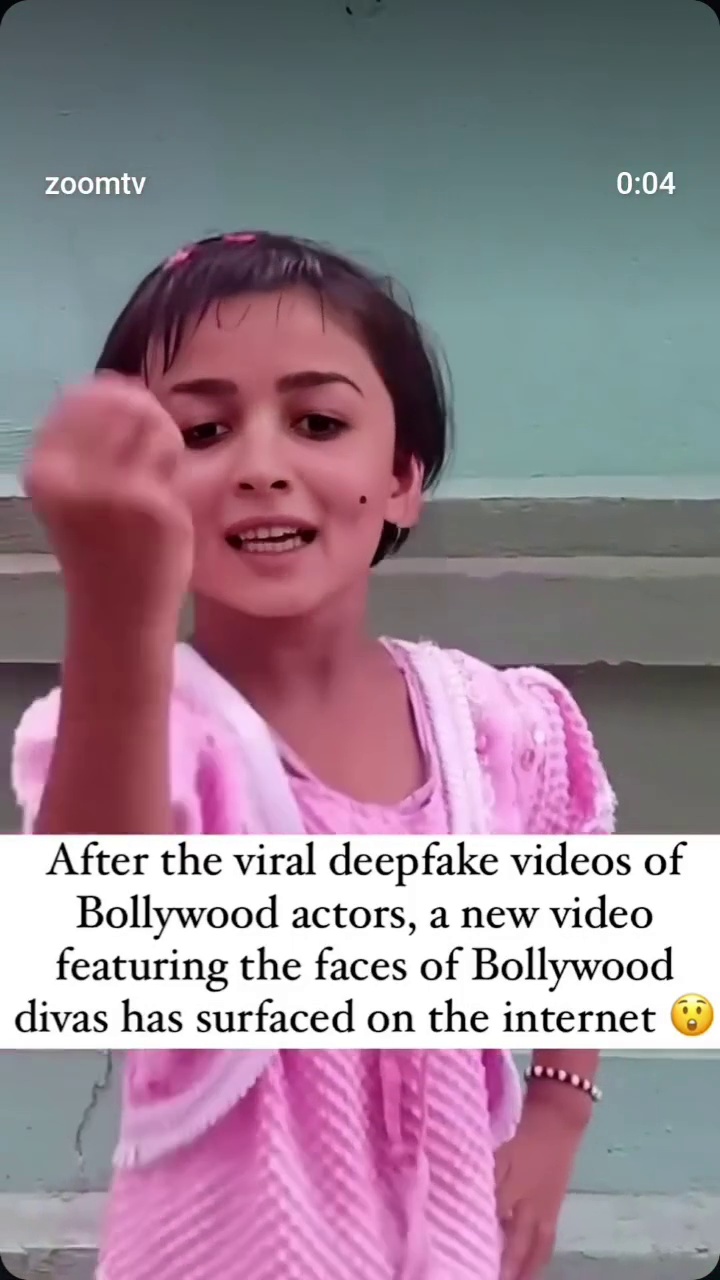 zoomtv
0:04
After the viral deepfake videos of
Bollywood actors, a new video
featuring the faces of Bollywood
divas has surfaced on the internet 😲